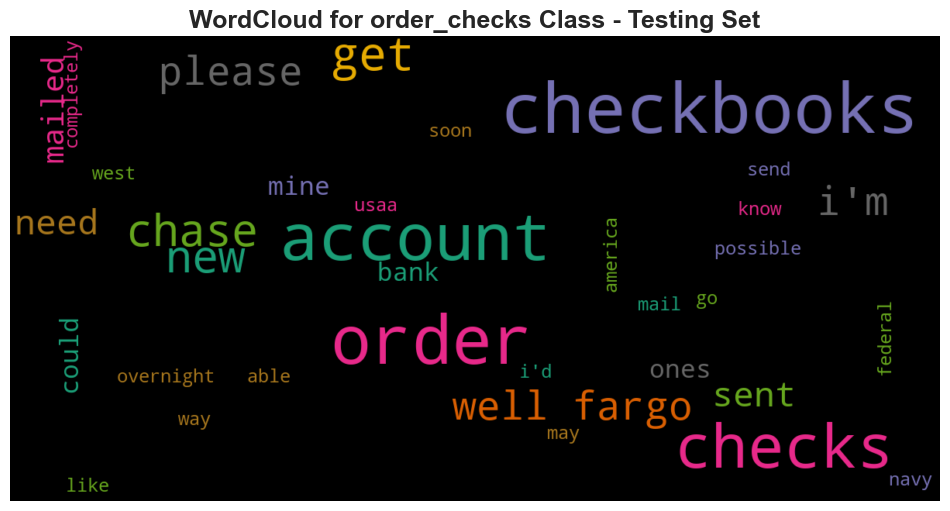 WordCloud for order_checks Class - Testing Set
get
please
completely
mailed
checkbooks
soon
west
send
mine
i'm
usaa
know
need
chase
account
new
possible
america
bank
mail
go
order
federal
could
overnight
able
i'd
ones
well fargo
sent
way
may
checks
like
navy